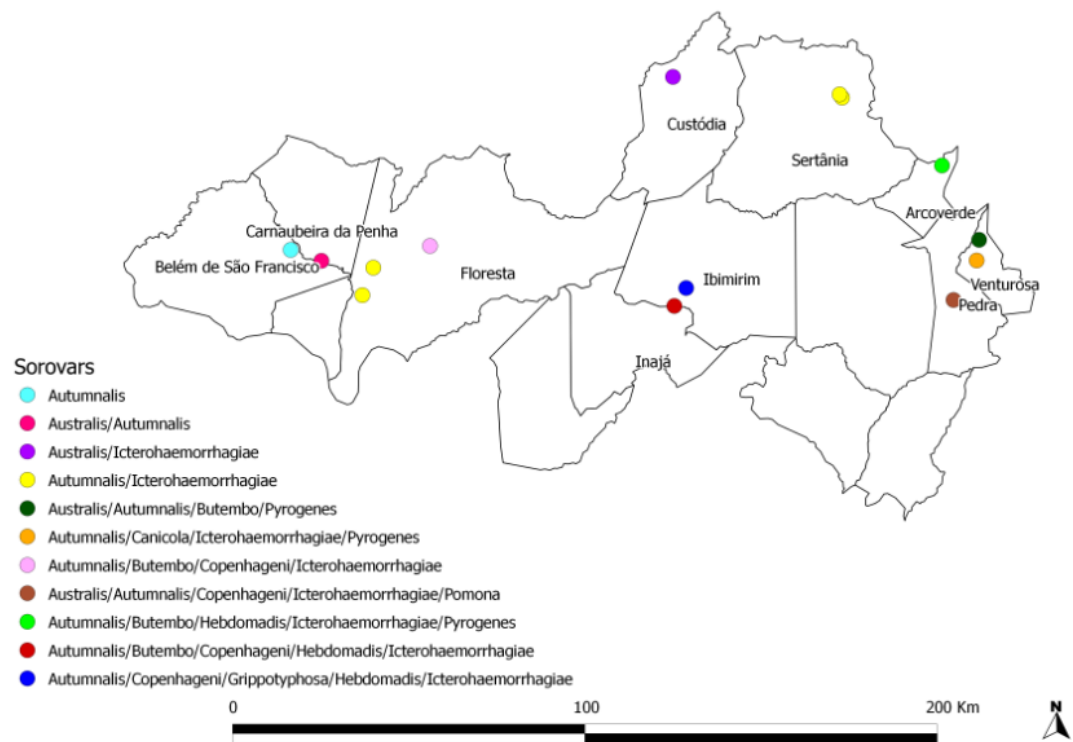 Custódia
Sertânia
Arcoverde
Carnaubeira da Penha
Belém de São Francisco
Floresta
Ibimirim
Venturosa
Pedra
Inajá
Sorovars
Autumnalis
Australis/Autumnalis
Australis/Icterohaemorrhagiae
Autumnalis/Icterohaemorrhagiae
Australis/Autumnalis/Butembo/Pyrogenes
Autumnalis/Canicola/Icterohaemorrhagiae/Pyrogenes
Autumnalis/Butembo/Copenhageni/Icterohaemorrhagiae
Australis/Autumnalis/Copenhageni/Icterohaemorrhagiae/Pomona
Autumnalis/Butembo/Hebdomadis/Icterohaemorrhagiae/Pyrogenes
Autumnalis/Butembo/Copenhageni/Hebdomadis/Icterohaemorrhagiae
Autumnalis/Copenhageni/Grippotyphosa/Hebdomadis/Icterohaemorrhagiae
0 100 200 Km
N